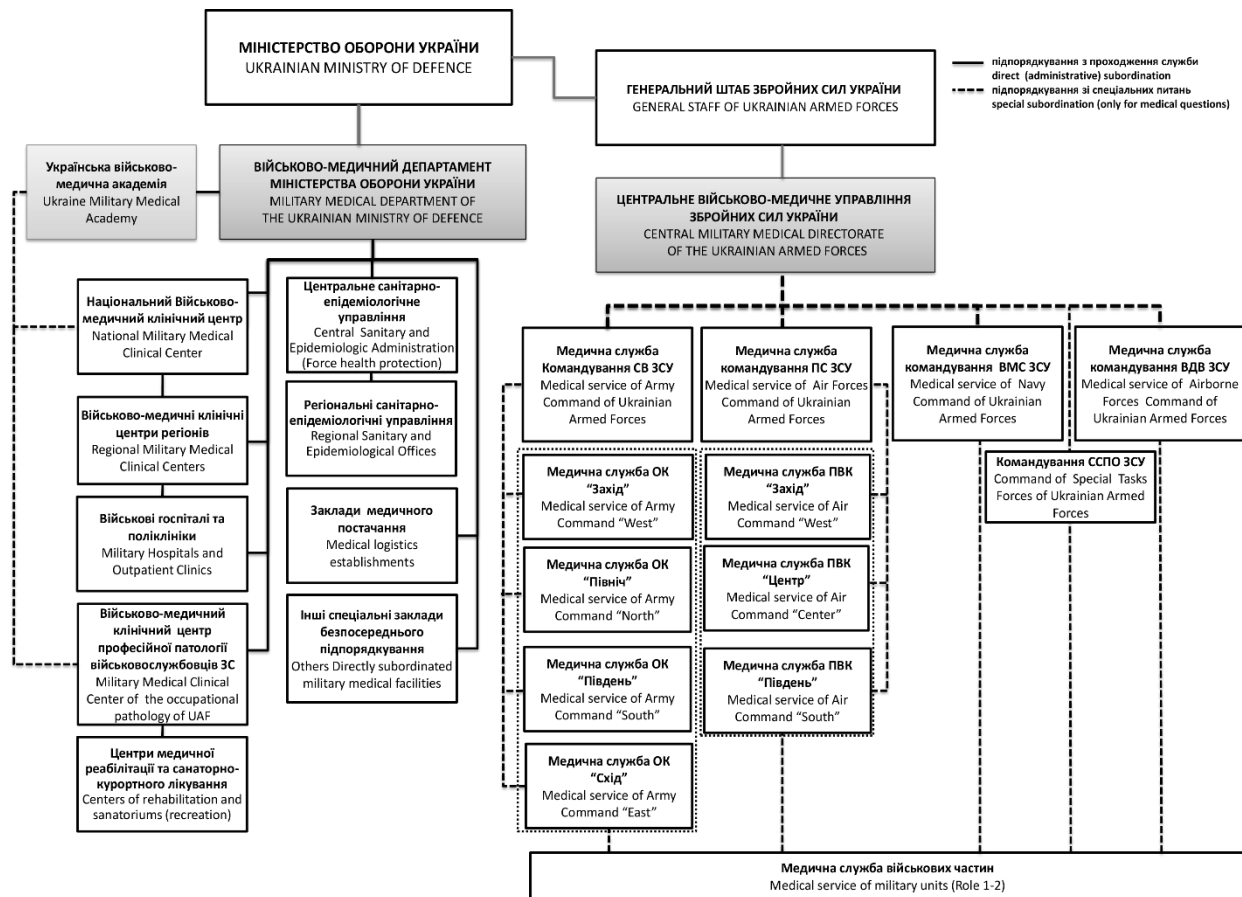 МІНІСТЕРСТВО ОБОРОНИ УКРАЇНИ
UKRAINIAN MINISTRY OF DEFENCE
ГЕНЕРАЛЬНИЙ ШТАБ ЗБРОЙНИХ СИЛ УКРАЇНИ
GENERAL STAFF OF UKRAINIAN ARMED FORCES
підпорядкування з проходження служби
direct (administrative) subordination
підпорядкування зі спеціальних питань
special subordination (only for medical questions)
Українська військово-
медична академія
Ukraine Military Medical
Academy
ВІЙСЬКОВО-МЕДИЧНИЙ ДЕПАРТАМЕНТ
МІНІСТЕРСТВА ОБОРОНИ УКРАЇНИ
MILITARY MEDICAL DEPARTMENT OF
THE UKRAINIAN MINISTRY OF DEFENCE
ЦЕНТРАЛЬНЕ ВІЙСЬКОВО-МЕДИЧНЕ УПРАВЛІННЯ
ЗБРОЙНИХ СИЛ УКРАЇНИ
CENTRAL MILITARY MEDICAL DIRECTORATE
OF THE UKRAINIAN ARMED FORCES
Національний Військово-
медичний клінічний центр
National Military Medical
Clinical Center
Військово-медичні клінічні
центри регіонів
Regional Military Medical
Clinical Centers
Військові госпіталі та
поліклініки
Military Hospitals and
Outpatient Clinics
Військово-медичний
клінічний центр
професійної патології
військовослужбовців ЗС
Military Medical Clinical
Center of the occupational
pathology of UAF
Центри медичної
реабілітації та санаторно-
курортного лікування
Centers of rehabilitation and
sanatoriums (recreation)
Центральне санітарно-
епідеміологічне
управління
Central Sanitary and
Epidemiologic Administration
(Force health protection)
Регіональні санітарно-
епідеміологічні управління
Regional Sanitary and
Epidemiological Offices
Заклади медичного
постачання
Medical logistics
establishments
Інші спеціальні заклади
безпосереднього
підпорядкування
Others Directly subordinated
military medical facilities
Медична служба
Командування СВ ЗСУ
Medical service of Army
Command of Ukrainian
Armed Forces
Медична служба
командування ПС ЗСУ
Medical service of Air Forces
Command of Ukrainian
Armed Forces
Медична служба
командування ВМС ЗСУ
Medical service of Navy
Command of Ukrainian
Armed Forces
Медична служба
командування ВДВ ЗСУ
Medical service of Airborne
Forces Command of
Ukrainian Armed Forces
Командування ССПО ЗСУ
Command of Special Tasks
Forces of Ukrainian Armed
Forces
Медична служба ОК
“Захід”
Medical service of Army
Command “West”
Медична служба ОК
“Північ”
Medical service of Army
Command “North”
Медична служба ОК
“Південь”
Medical service of Army
Command “South”
Медична служба ОК
“Схід”
Medical service of Army
Command “East”
Медична служба ПВК
“Захід”
Medical service of Air
Command “West”
Медична служба ПВК
“Центр”
Medical service of Air
Command “Center”
Медична служба ПВК
“Південь”
Medical service of Air
Command “South”
Медична служба військових частин
Medical service of military units (Role 1-2)